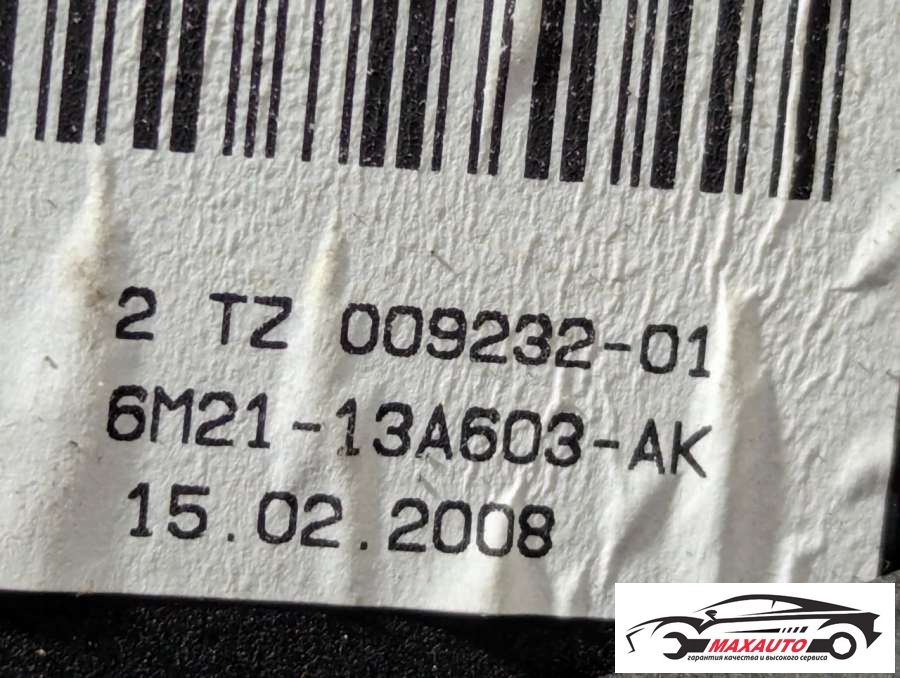 2 TZ 009232-01
6M21-13A603-AK
15.02.2008
MAXAUTO
гарантия качества и высокого сервиса